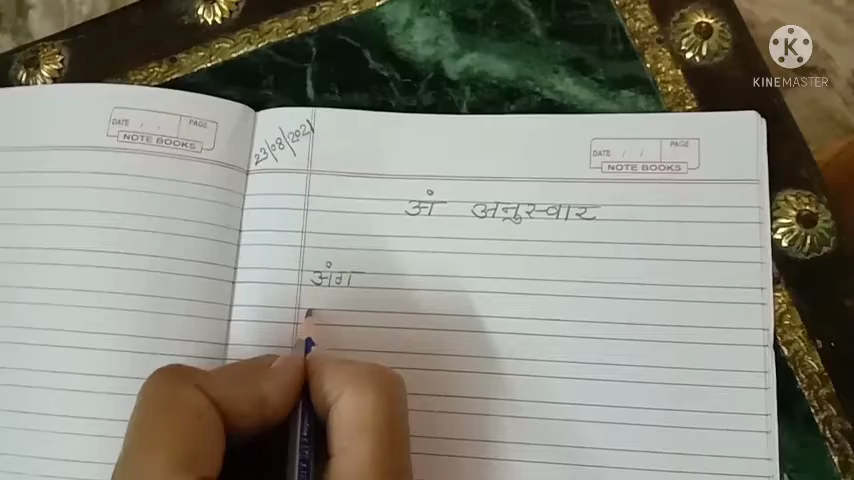 KINEMASTER
DATE / / PAGE
NOTE BOOKS
23/08/2021
DATE / / PAGE
NOTE BOOKS
अं अनुस्वार
अंग